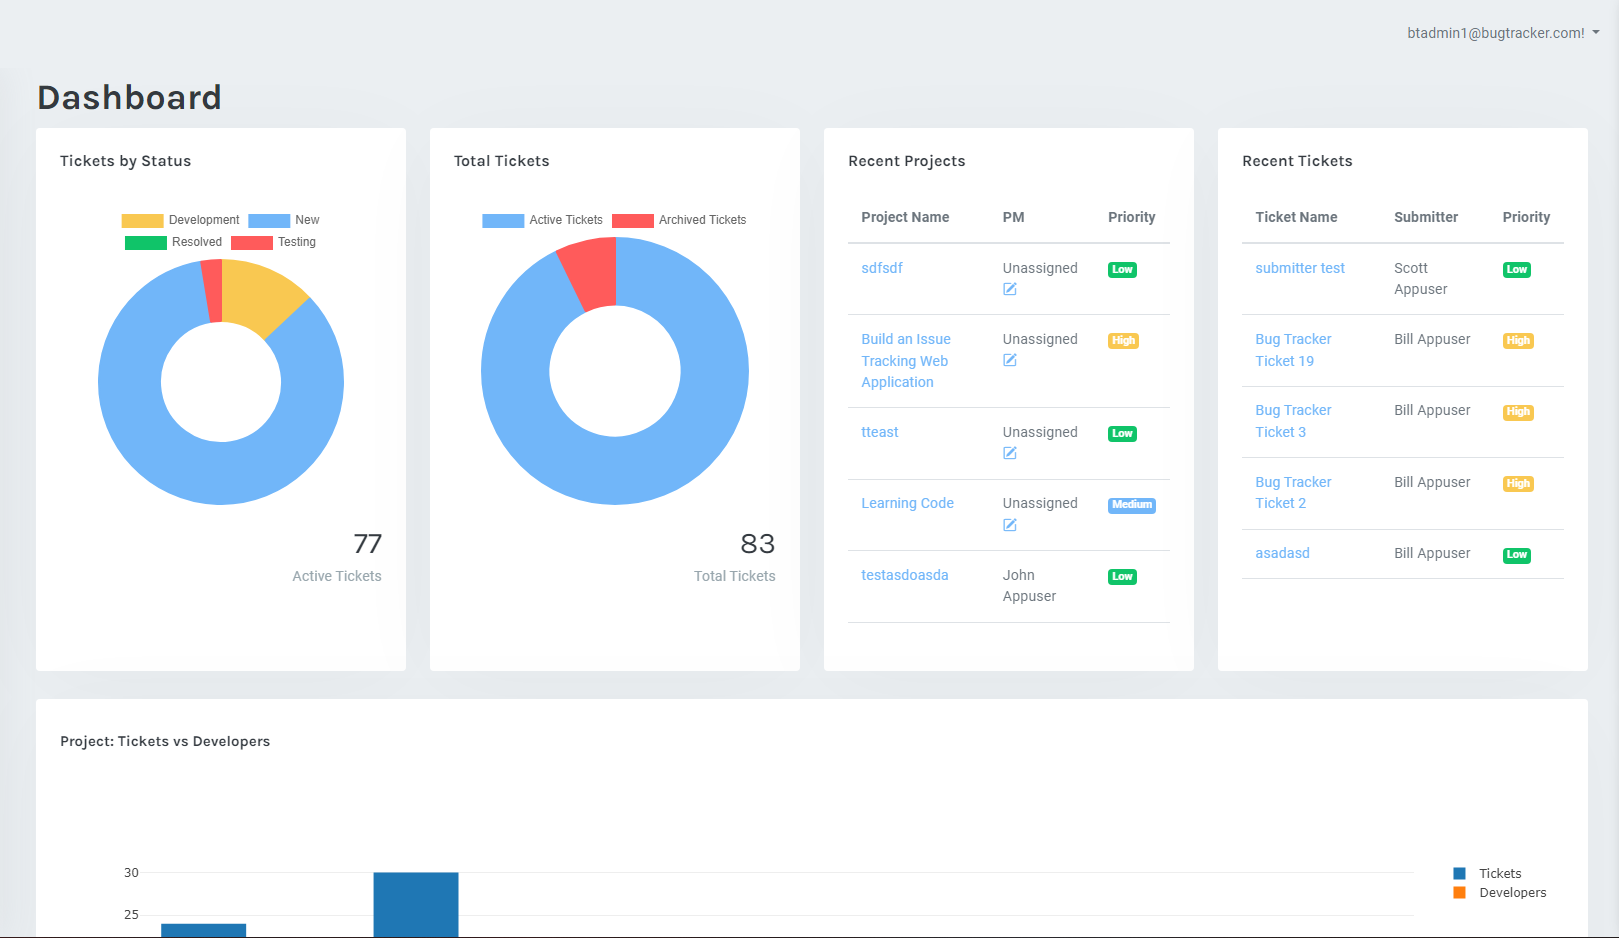 btadmin1@bugtracker.com!
Dashboard
Tickets by Status
Development New
Resolved Testing
77
Active Tickets
Total Tickets
Active Tickets Archived Tickets
83
Total Tickets
Recent Projects
Project Name PM Priority
sdfsdf Unassigned Low
Build an Issue Unassigned High
Tracking Web
Application
tteast Unassigned Low
Learning Code Unassigned Medium
testasdoasda John Low
Appuser
Recent Tickets
Ticket Name Submitter Priority
submitter test Scott Low
Appuser
Bug Tracker Bill Appuser High
Ticket 19
Bug Tracker Bill Appuser High
Ticket 3
Bug Tracker Bill Appuser High
Ticket 2
asadasd Bill Appuser Low
Project: Tickets vs Developers
30
25
Tickets
Developers